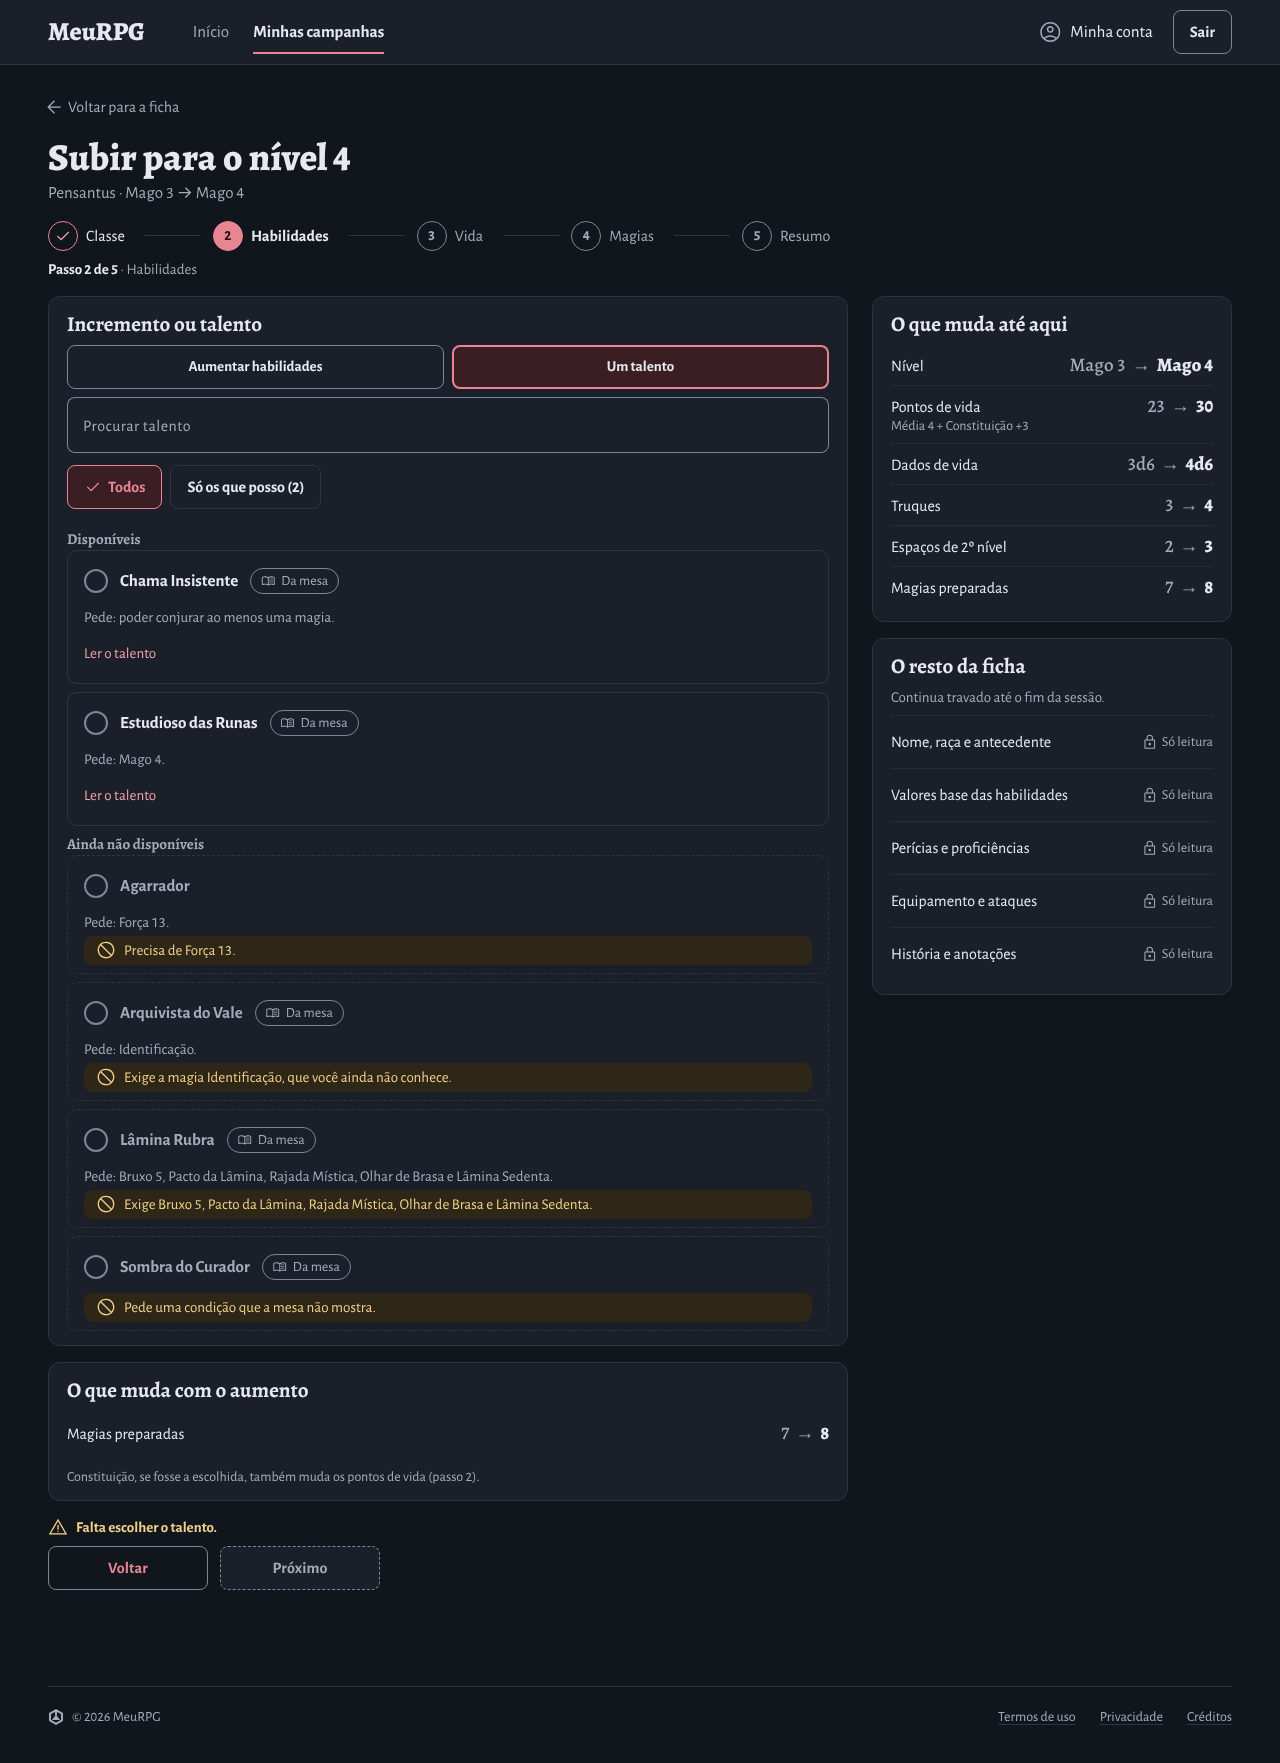 MeuRPG
Início
Minhas campanhas
Minha conta
Sair
Voltar para a ficha
Subir para o nível 4
Pensantus · Mago 3 → Mago 4
Classe
2 Habilidades
3 Vida
4 Magias
5 Resumo
Passo 2 de 5 · Habilidades
Incremento ou talento
Aumentar habilidades
Um talento
Procurar talento
Todos
Só os que posso (2)
Disponíveis
Chama Insistente
Da mesa
Pede: poder conjurar ao menos uma magia.
Ler o talento
Estudioso das Runas
Da mesa
Pede: Mago 4.
Ler o talento
Ainda não disponíveis
Agarrador
Pede: Força 13.
Precisa de Força 13.
Arquivista do Vale
Da mesa
Pede: Identificação.
Exige a magia Identificação, que você ainda não conhece.
Lâmina Rubra
Da mesa
Pede: Bruxo 5, Pacto da Lâmina, Rajada Mística, Olhar de Brasa e Lâmina Sedenta.
Exige Bruxo 5, Pacto da Lâmina, Rajada Mística, Olhar de Brasa e Lâmina Sedenta.
Sombra do Curador
Da mesa
Pede uma condição que a mesa não mostra.
O que muda com o aumento
Magias preparadas
7 → 8
Constituição, se fosse a escolhida, também muda os pontos de vida (passo 2).
Falta escolher o talento.
Voltar
Próximo
O que muda até aqui
Nível
Mago 3 → Mago 4
Pontos de vida
23 → 30
Média 4 + Constituição +3
Dados de vida
3d6 → 4d6
Truques
3 → 4
Espaços de 2º nível
2 → 3
Magias preparadas
7 → 8
O resto da ficha
Continua travado até o fim da sessão.
Nome, raça e antecedente
Só leitura
Valores base das habilidades
Só leitura
Perícias e proficiências
Só leitura
Equipamento e ataques
Só leitura
História e anotações
Só leitura
© 2026 MeuRPG
Termos de uso
Privacidade
Créditos